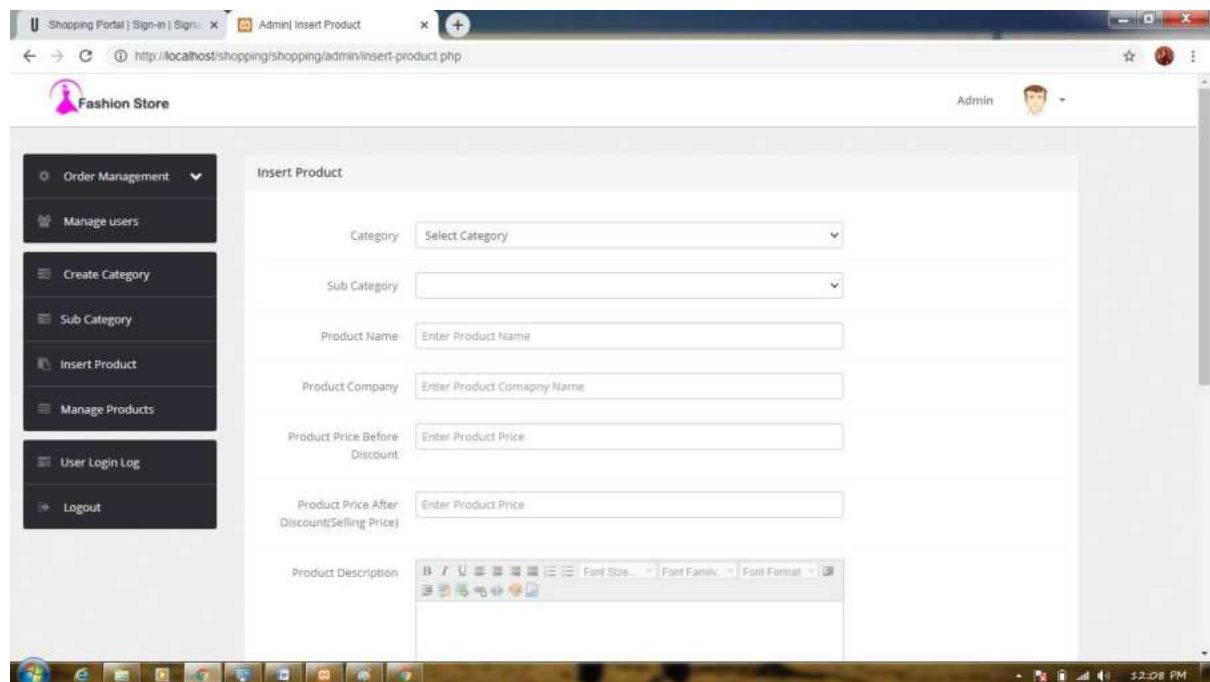 Shopping Portal | Sign-in | Sign
Admin| Insert Product
http://localhost/shopping/shopping/admin/insert-product.php
Fashion Store
Admin
Order Management
Manage users
Create Category
Sub Category
Insert Product
Manage Products
User Login Log
Logout
Insert Product
Category
Select Category
Sub Category
Product Name
Enter Product Name
Product Company
Enter Product Comapny Name
Product Price Before
Discount
Enter Product Price
Product Price After
Discount(Selling Price)
Enter Product Price
Product Description
B I U
Font Size...
Font Family.
Font Format
12:08 PM